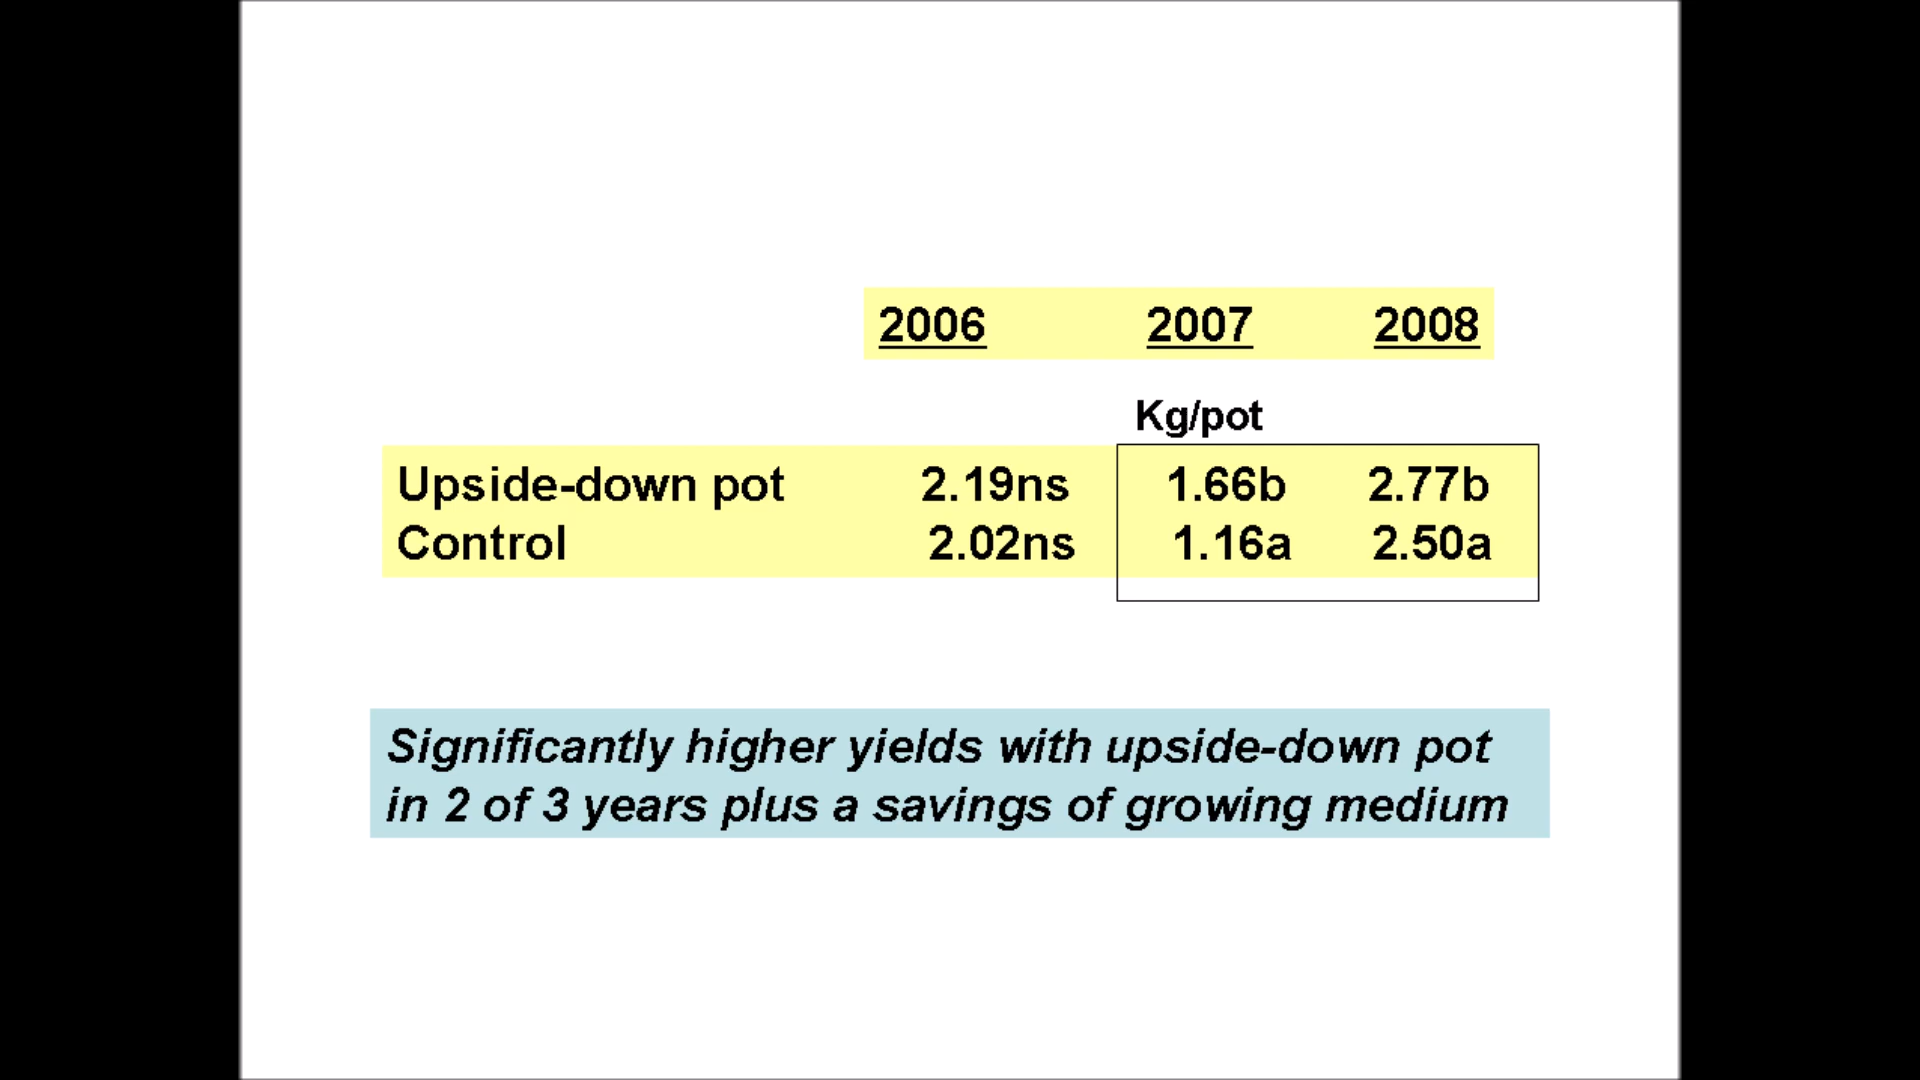 2006 2007 2008
Kg/pot
Upside-down pot 2.19ns 1.66b 2.77b
Control 2.02ns 1.16a 2.50a
Significantly higher yields with upside-down pot
in 2 of 3 years plus a savings of growing medium